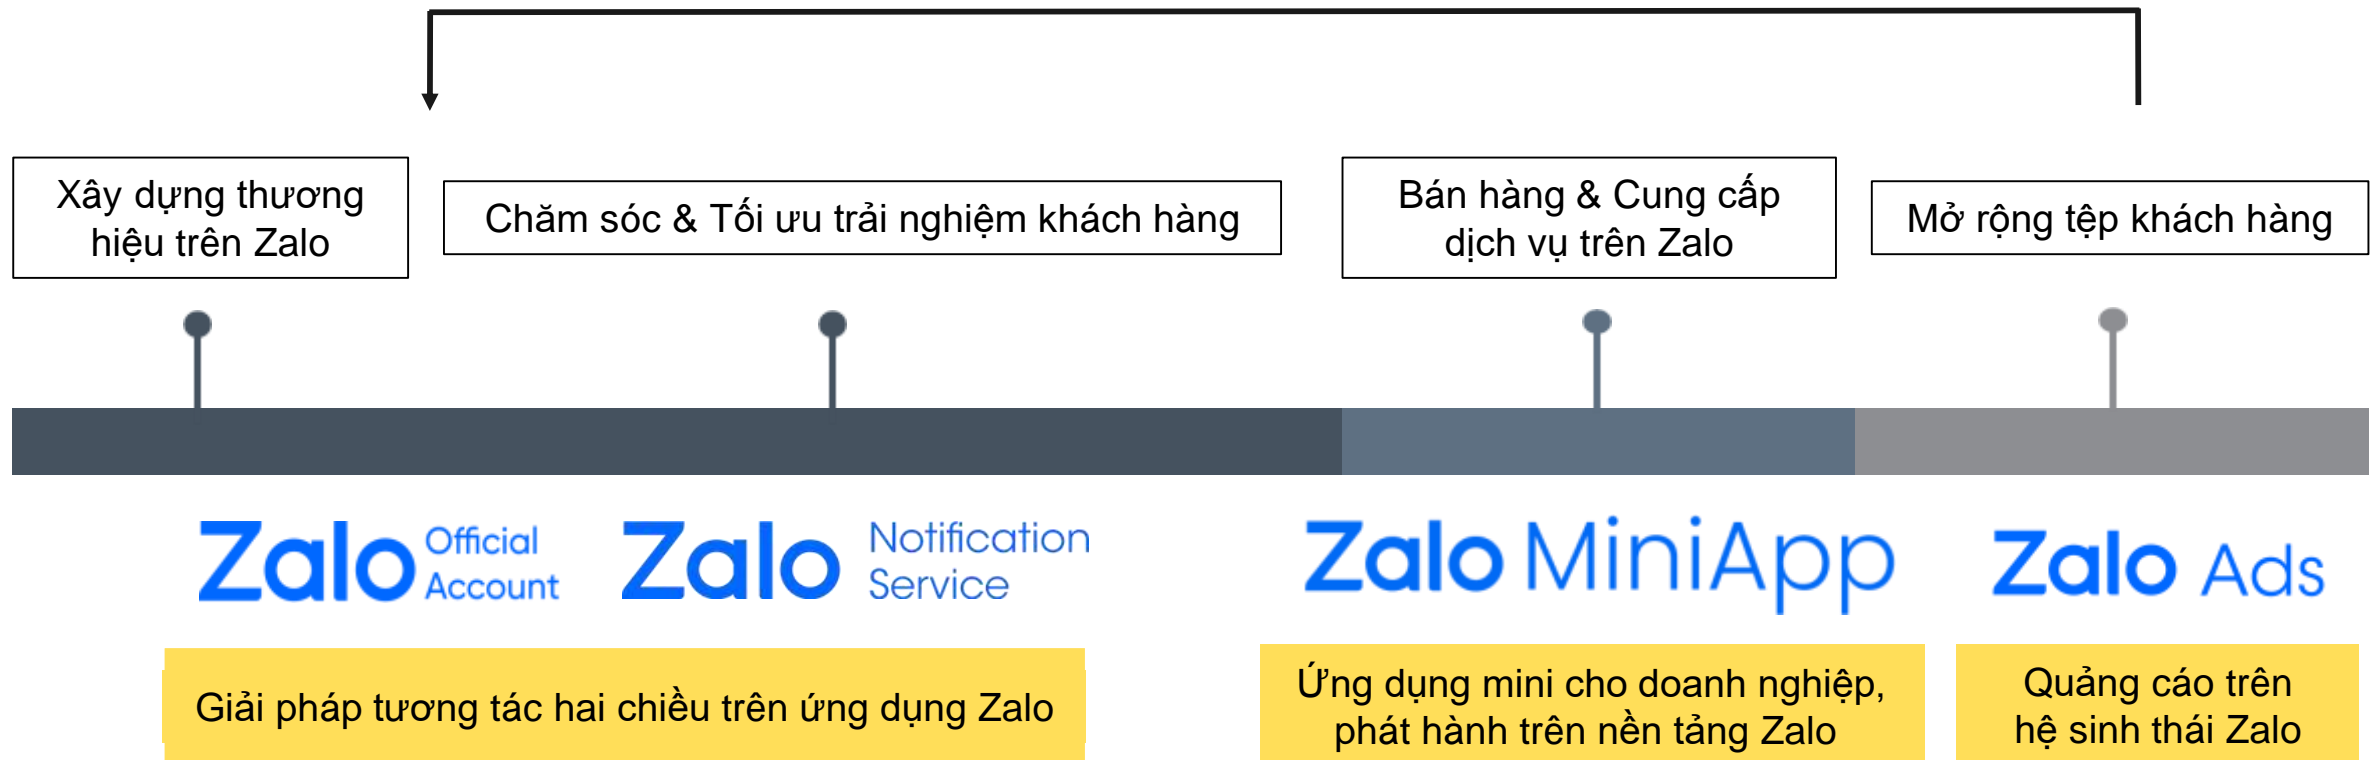 Xây dựng thương
hiệu trên Zalo
Chăm sóc & Tối ưu trải nghiệm khách hàng
Bán hàng & Cung cấp
dịch vụ trên Zalo
Mở rộng tệp khách hàng
Zalo Official
Account
Zalo Notification
Service
Zalo MiniApp
Zalo Ads
Giải pháp tương tác hai chiều trên ứng dụng Zalo
Ứng dụng mini cho doanh nghiệp,
phát hành trên nền tảng Zalo
Quảng cáo trên
hệ sinh thái Zalo